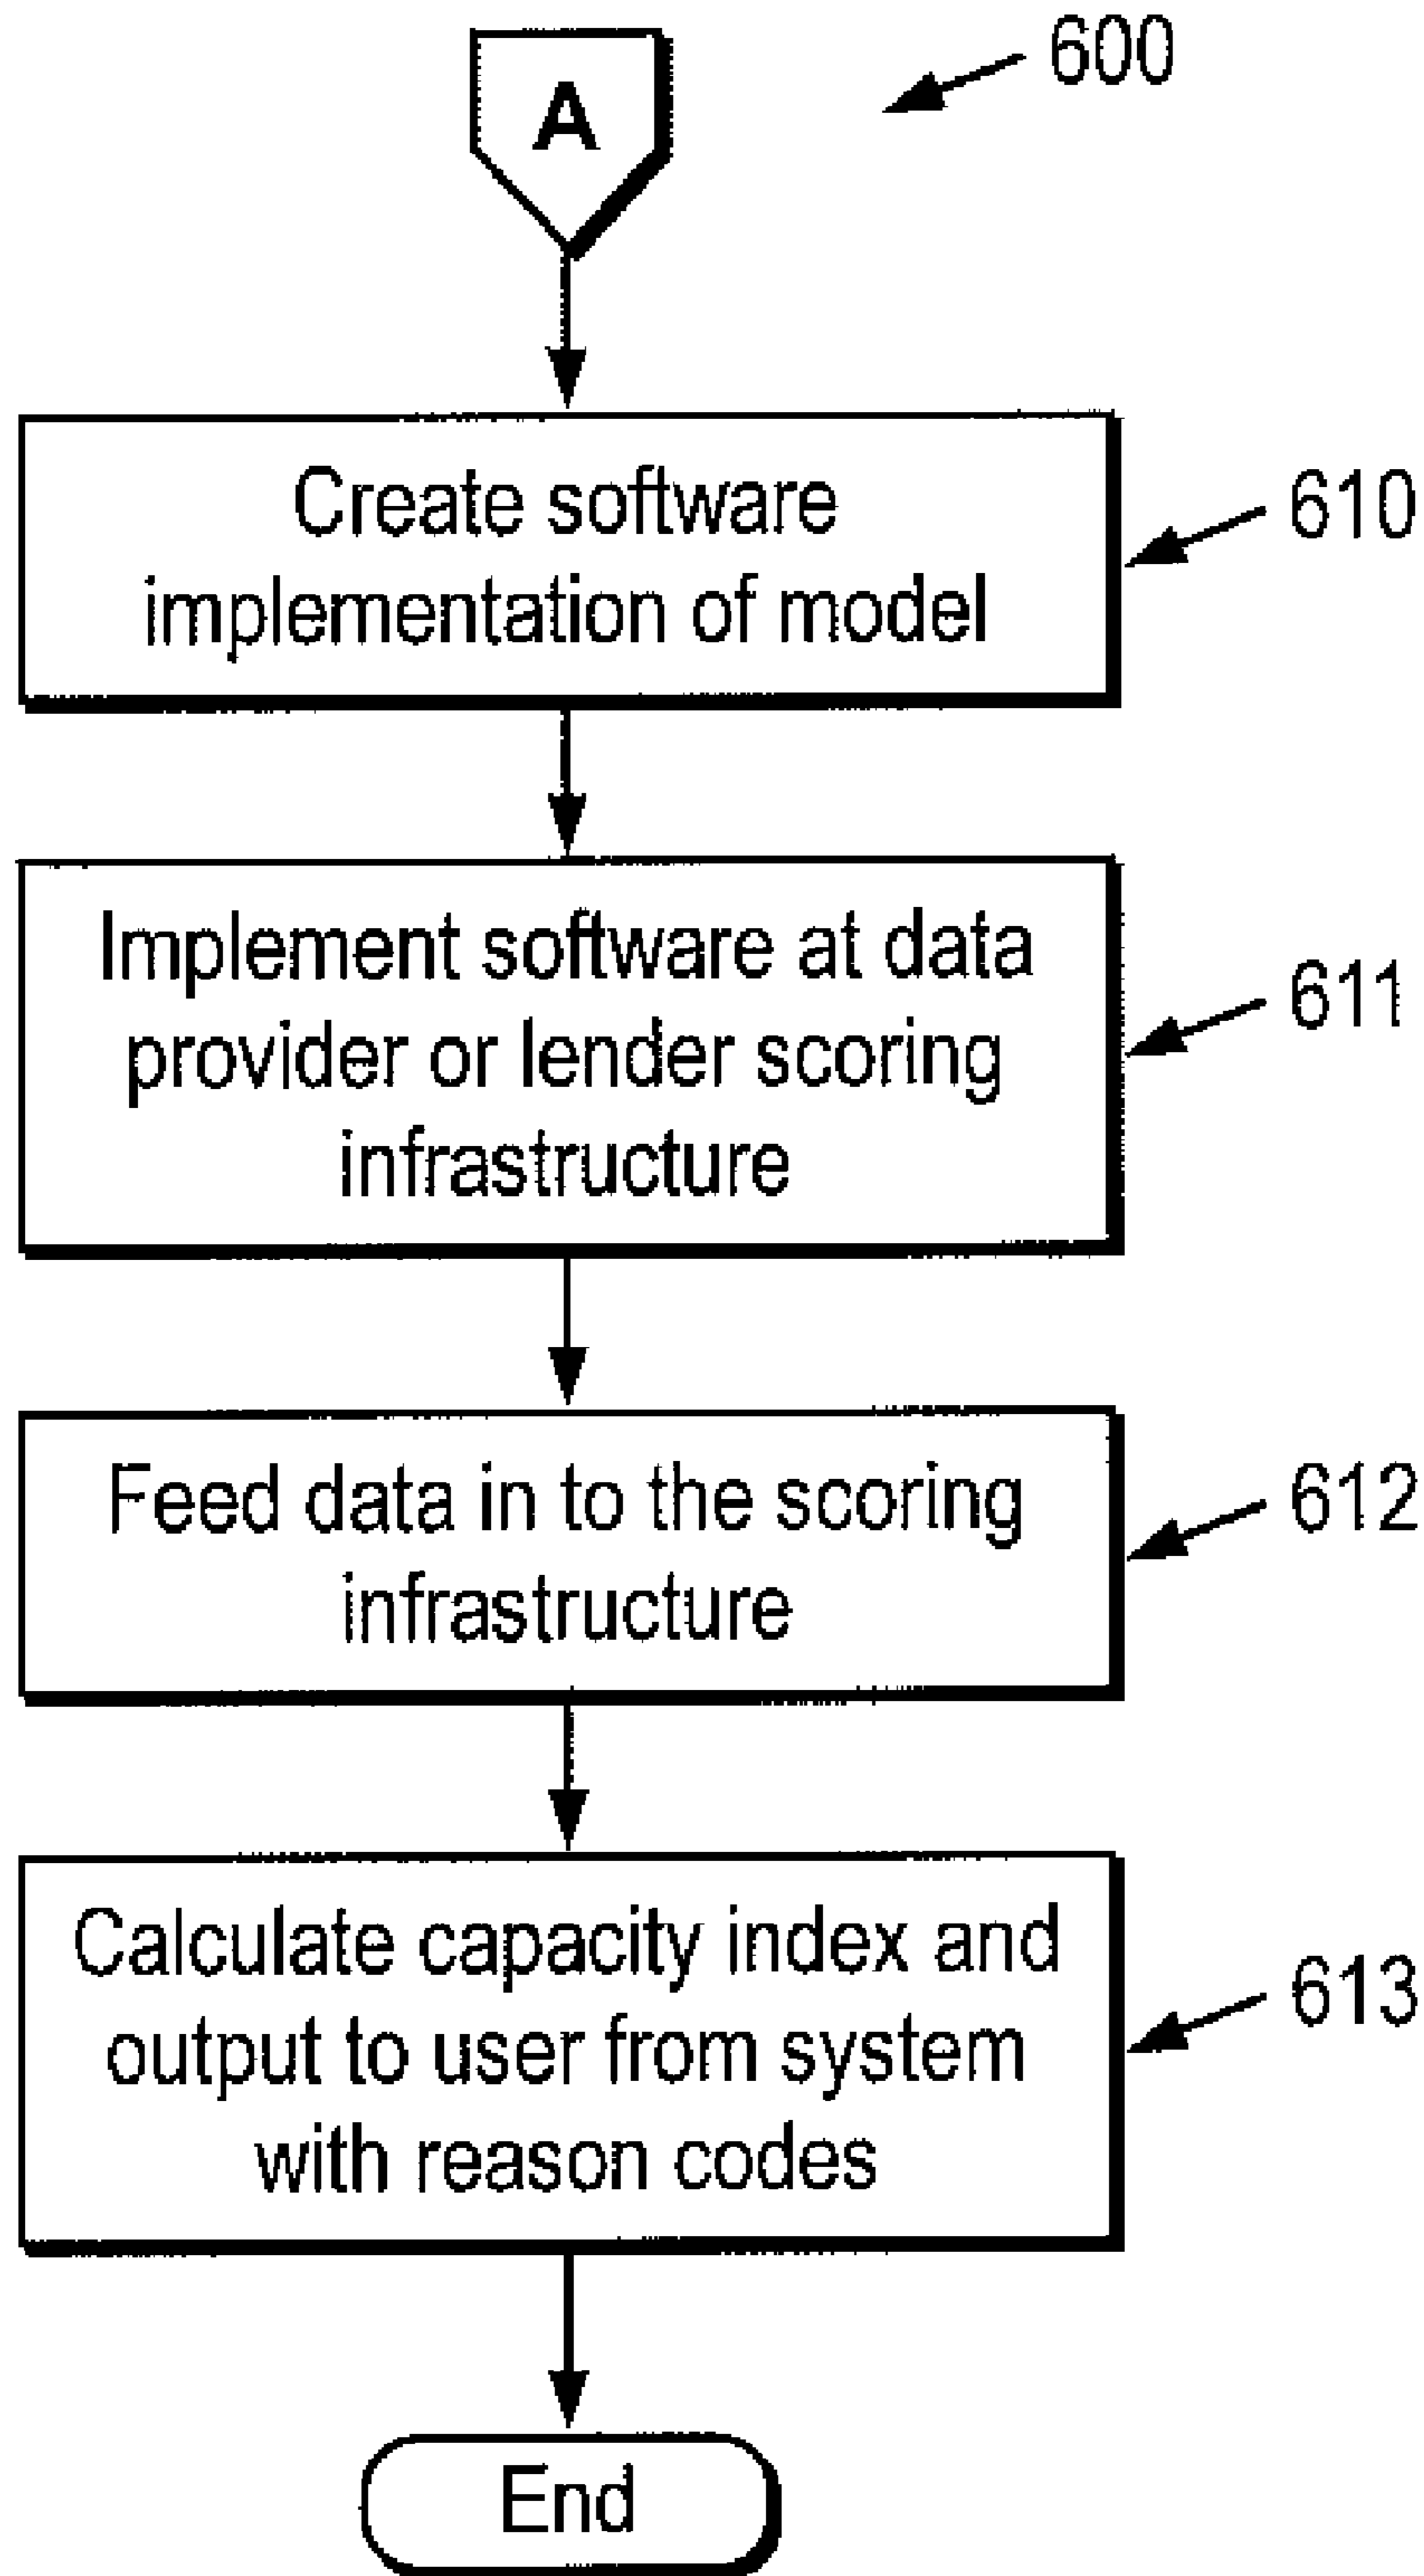 A
600
Create software
implementation of model
610
Implement software at data
provider or lender scoring
infrastructure
611
Feed data in to the scoring
infrastructure
612
Calculate capacity index and
output to user from system
with reason codes
613
End